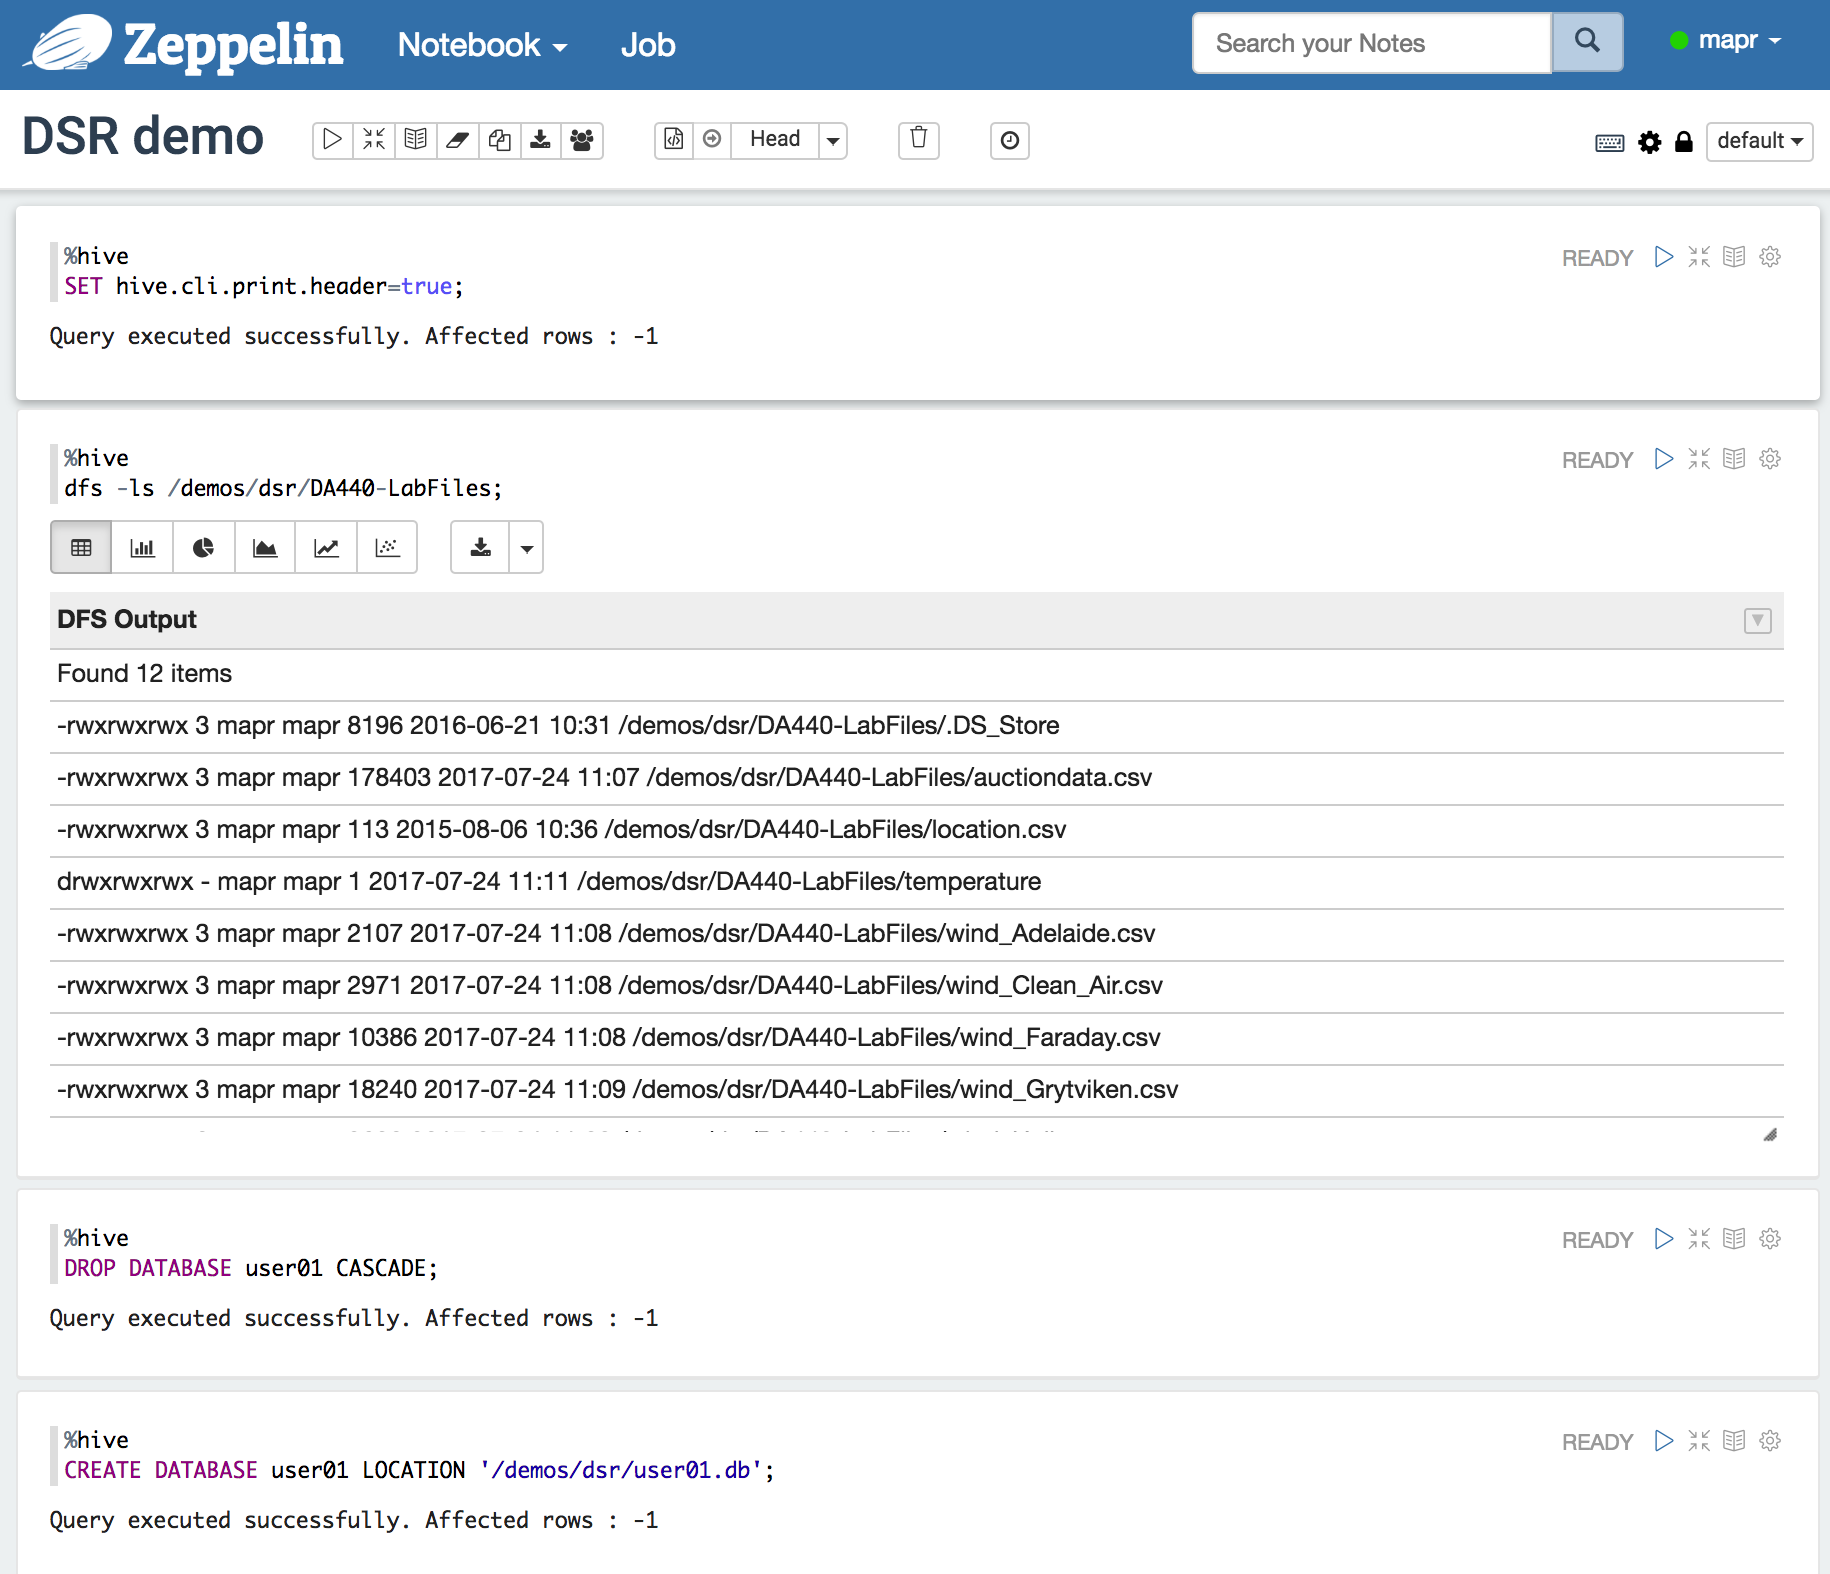 Zeppelin Notebook Job Search your Notes mapr
DSR demo Head default
%hive READY
SET hive.cli.print.header=true;
Query executed successfully. Affected rows : -1
%hive READY
dfs -ls /demos/dsr/DA440-LabFiles;
DFS Output
Found 12 items
-rwxrwxrwx 3 mapr mapr 8196 2016-06-21 10:31 /demos/dsr/DA440-LabFiles/.DS_Store
-rwxrwxrwx 3 mapr mapr 178403 2017-07-24 11:07 /demos/dsr/DA440-LabFiles/auctiondata.csv
-rwxrwxrwx 3 mapr mapr 113 2015-08-06 10:36 /demos/dsr/DA440-LabFiles/location.csv
drwxrwxrwx - mapr mapr 1 2017-07-24 11:11 /demos/dsr/DA440-LabFiles/temperature
-rwxrwxrwx 3 mapr mapr 2107 2017-07-24 11:08 /demos/dsr/DA440-LabFiles/wind_Adelaide.csv
-rwxrwxrwx 3 mapr mapr 2971 2017-07-24 11:08 /demos/dsr/DA440-LabFiles/wind_Clean_Air.csv
-rwxrwxrwx 3 mapr mapr 10386 2017-07-24 11:08 /demos/dsr/DA440-LabFiles/wind_Faraday.csv
-rwxrwxrwx 3 mapr mapr 18240 2017-07-24 11:09 /demos/dsr/DA440-LabFiles/wind_Grytviken.csv
%hive READY
DROP DATABASE user01 CASCADE;
Query executed successfully. Affected rows : -1
%hive READY
CREATE DATABASE user01 LOCATION '/demos/dsr/user01.db';
Query executed successfully. Affected rows : -1